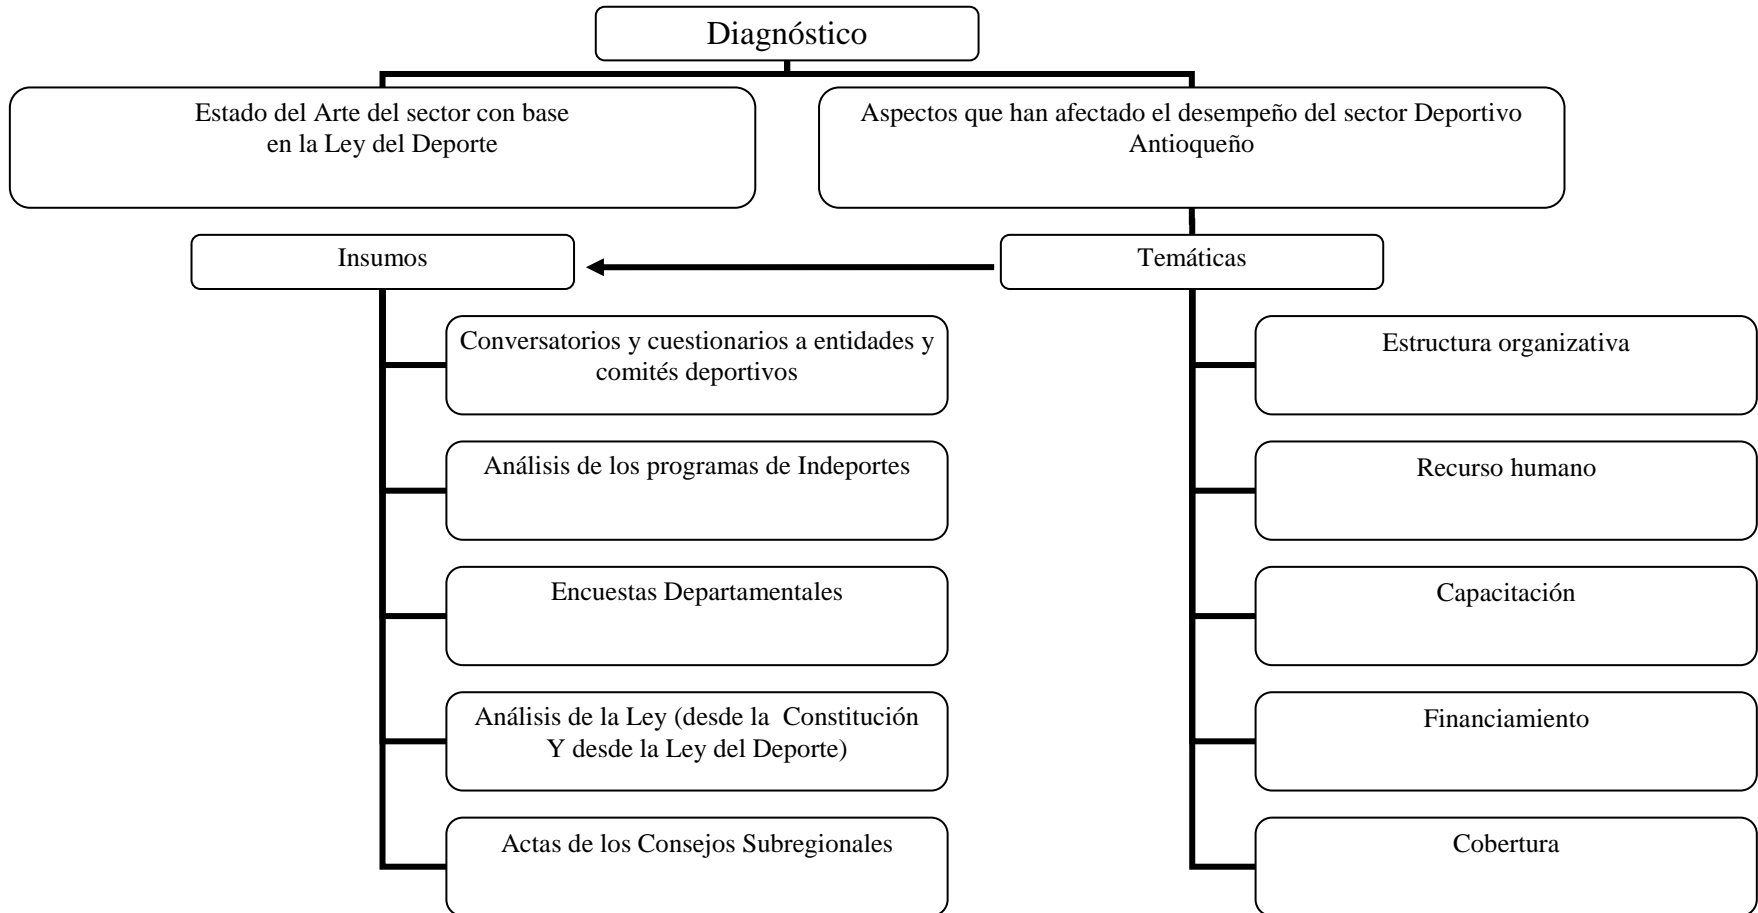 Diagnóstico
Estado del Arte del sector con base
en la Ley del Deporte
Aspectos que han afectado el desempeño del sector Deportivo
Antioqueño
Insumos
Temáticas
Conversatorios y cuestionarios a entidades y
comités deportivos
Análisis de los programas de Indeportes
Encuestas Departamentales
Análisis de la Ley (desde la  Constitución
Y desde la Ley del Deporte)
Actas de los Consejos Subregionales
Estructura organizativa
Recurso humano
Capacitación
Financiamiento
Cobertura